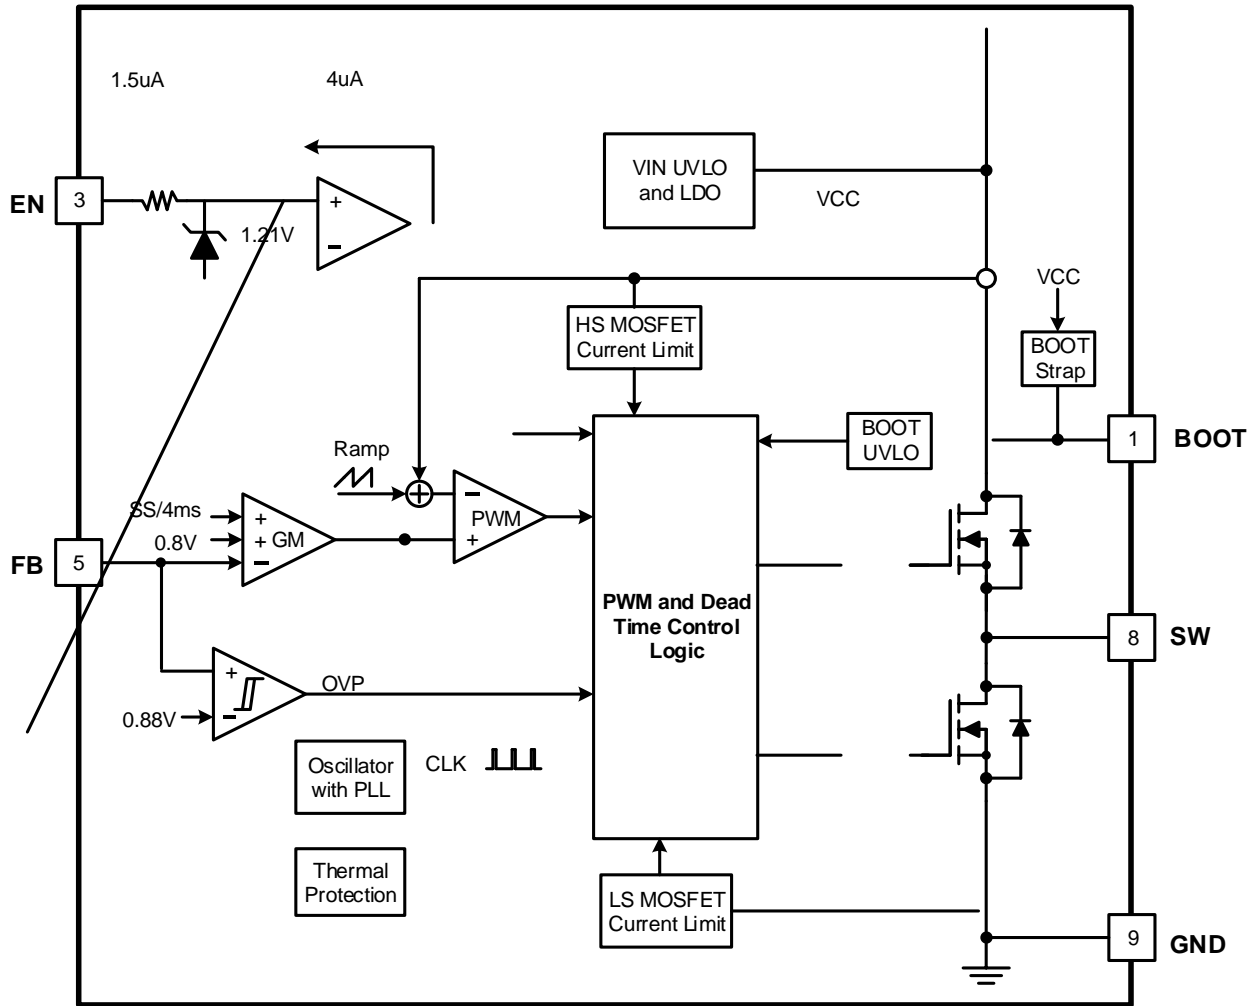 1.5uA
4uA
EN
3
+
−
1.21V
VIN UVLO
and LDO
VCC
HS MOSFET
Current Limit
VCC
BOOT
Strap
1
BOOT
BOOT
UVLO
Ramp
+
−
PWM
+
SS/4ms
+
GM
0.8V
+
−
FB
5
PWM and Dead
Time Control
Logic
8
SW
+
−
OVP
0.88V
Oscillator
with PLL
CLK
Thermal
Protection
LS MOSFET
Current Limit
9
GND